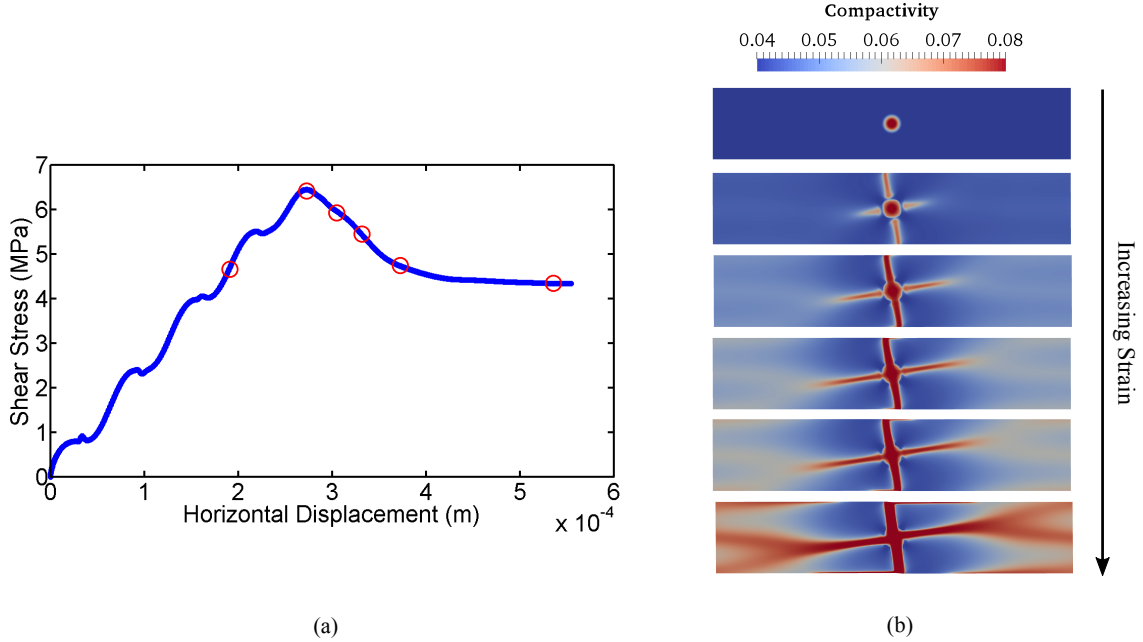 Compactivity
0.04 0.05 0.06 0.07 0.08
7
6
5
4
3
2
1
0
Shear Stress (MPa)
0 1 2 3 4 5 6
Horizontal Displacement (m)
x 10-4
Increasing Strain
(a)
(b)